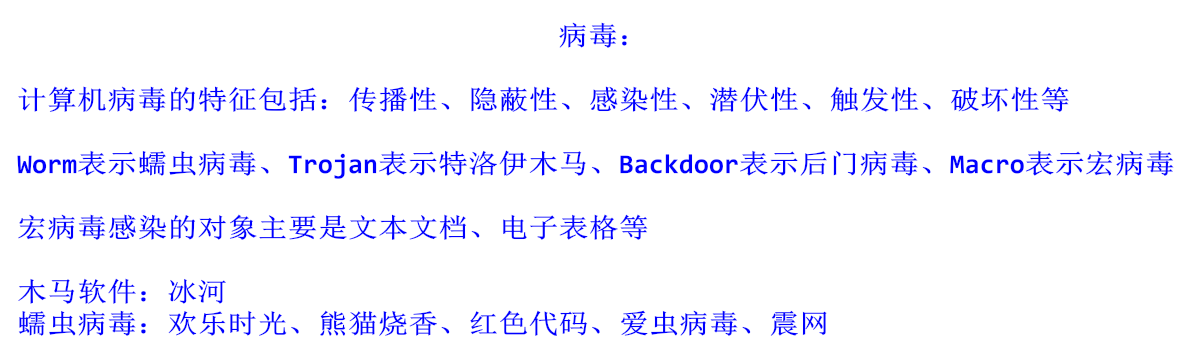 病毒：
计算机病毒的特征包括：传播性、隐蔽性、感染性、潜伏性、触发性、破坏性等
Worm表示蠕虫病毒、Trojan表示特洛伊木马、Backdoor表示后门病毒、Macro表示宏病毒
宏病毒感染的对象主要是文本文档、电子表格等
木马软件：冰河
蠕虫病毒：欢乐时光、熊猫烧香、红色代码、爱虫病毒、震网